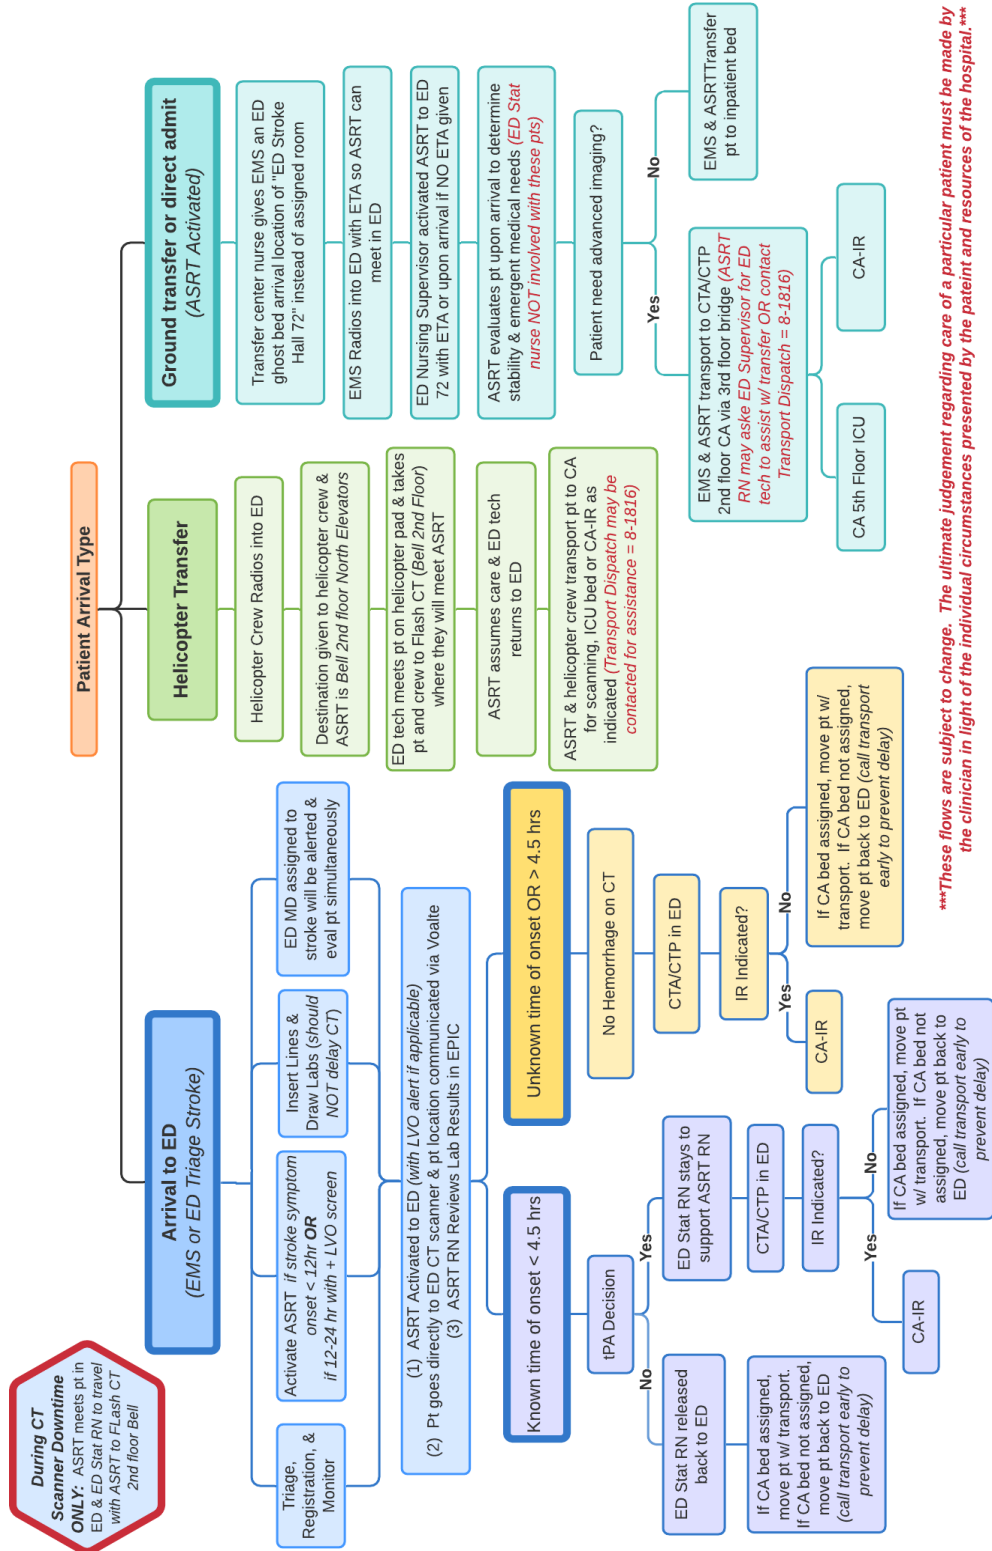 Patient Arrival Type
During CT
Scanner Downtime
ONLY: ASRT meets pt in
ED & ED Stat RN to travel
with ASRT to FLash CT
2nd floor Bell
Arrival to ED
(EMS or ED Triage Stroke)
Triage,
Registration, &
Monitor
Activate ASRT if stroke symptom
onset < 12hr OR
if 12-24 hr with + LVO screen
Insert Lines &
Draw Labs (should
NOT delay CT)
ED MD assigned to
stroke will be alerted &
eval pt simultaneously
(1) ASRT Activated to ED (with LVO alert if applicable)
(2) Pt goes directly to ED CT scanner & pt location communicated via Voalte
(3) ASRT RN Reviews Lab Results in EPIC
Known time of onset < 4.5 hrs
tPA Decision
No
Yes
ED Stat RN released
back to ED
If CA bed assigned,
move pt w/ transport.
If CA bed not assigned,
move pt back to ED
(call transport early to
prevent delay)
ED Stat RN stays to
support ASRT RN
CTA/CTP in ED
IR Indicated?
Yes
No
CA-IR
If CA bed assigned, move pt
w/ transport. If CA bed not
assigned, move pt back to
ED (call transport early to
prevent delay)
Unknown time of onset OR > 4.5 hrs
No Hemorrhage on CT
CTA/CTP in ED
IR Indicated?
Yes
No
CA-IR
If CA bed assigned, move pt w/
transport. If CA bed not assigned,
move pt back to ED (call transport
early to prevent delay)
Helicopter Transfer
Helicopter Crew Radios into ED
Destination given to helicopter crew &
ASRT is Bell 2nd floor North Elevators
ED tech meets pt on helicopter pad & takes
pt and crew to Flash CT (Bell 2nd Floor)
where they will meet ASRT
ASRT assumes care & ED tech
returns to ED
ASRT & helicopter crew transport pt to CA
for scanning, ICU bed or CA-IR as
indicated (Transport Dispatch may be
contacted for assistance = 8-1816)
Ground transfer or direct admit
(ASRT Activated)
Transfer center nurse gives EMS an ED
ghost bed arrival location of "ED Stroke
Hall 72" instead of assigned room
EMS Radios into ED with ETA so ASRT can
meet in ED
ED Nursing Supervisor activated ASRT to ED
72 with ETA or upon arrival if NO ETA given
ASRT evaluates pt upon arrival to determine
stability & emergent medical needs (ED Stat
nurse NOT involved with these pts)
Patient need advanced imaging?
Yes
No
EMS & ASRT transport to CTA/CTP
2nd floor CA via 3rd floor bridge (ASRT
RN may aske ED Supervisor for ED
tech to assist w/ transfer OR contact
Transport Dispatch = 8-1816)
EMS & ASRTTransfer
pt to inpatient bed
CA 5th Floor ICU
CA-IR
***These flows are subject to change. The ultimate judgement regarding care of a particular patient must be made by
the clinician in light of the individual circumstances presented by the pateint and resources of the hospital.***